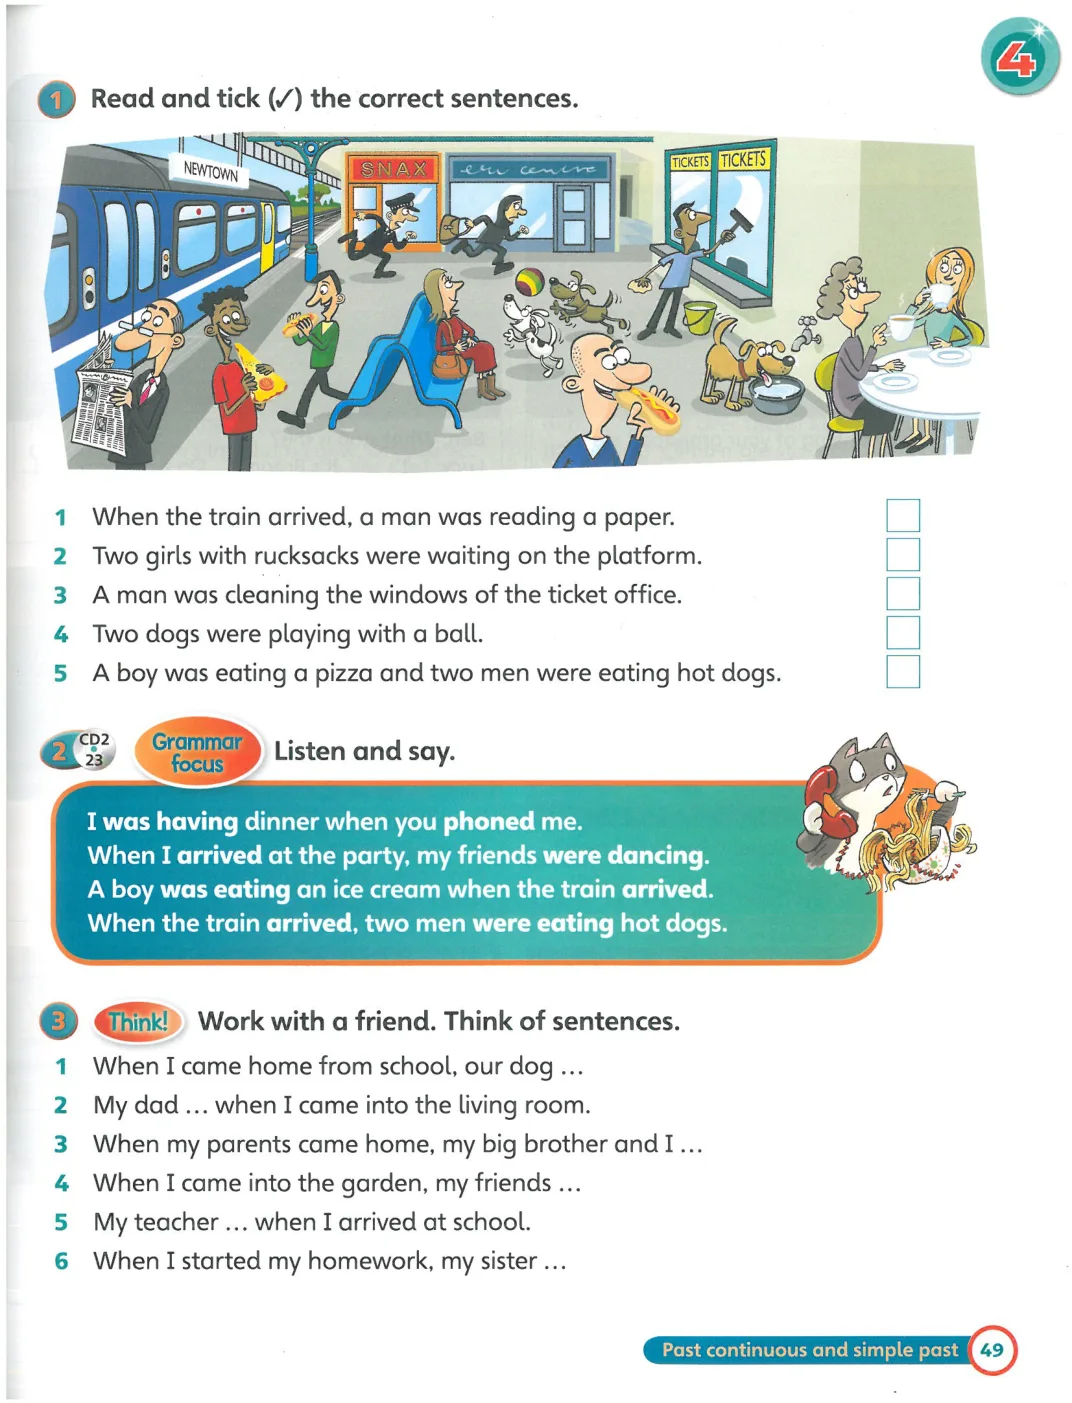 4
1 Read and tick (✓) the correct sentences.
NEWTOWN
SNAX
TICKETS
TICKETS
1 When the train arrived, a man was reading a paper.
2 Two girls with rucksacks were waiting on the platform.
3 A man was cleaning the windows of the ticket office.
4 Two dogs were playing with a ball.
5 A boy was eating a pizza and two men were eating hot dogs.
2 CD2 23 Grammar focus Listen and say.
I was having dinner when you phoned me.
When I arrived at the party, my friends were dancing.
A boy was eating an ice cream when the train arrived.
When the train arrived, two men were eating hot dogs.
3 Think! Work with a friend. Think of sentences.
1 When I came home from school, our dog ...
2 My dad ... when I came into the living room.
3 When my parents came home, my big brother and I ...
4 When I came into the garden, my friends ...
5 My teacher ... when I arrived at school.
6 When I started my homework, my sister ...
Past continuous and simple past 49